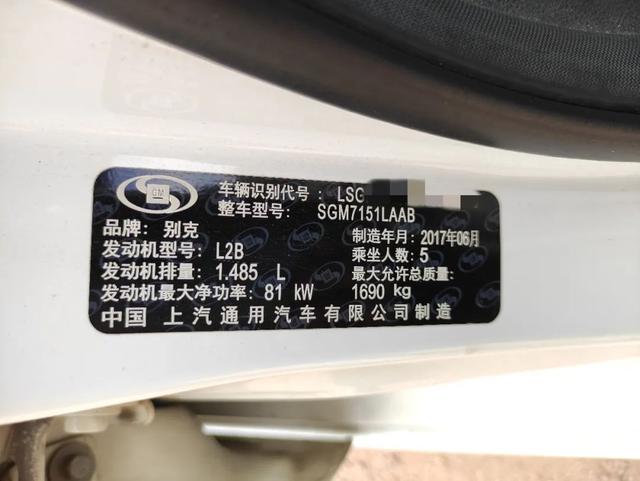 GM
车辆识别代号: LSG
整车型号: SGM7151LAAB
品牌: 别克 制造年月: 2017年06月
发动机型号: L2B 乘坐人数: 5
发动机排量: 1.485 L 最大允许总质量:
发动机最大净功率: 81 kW 1690 kg
中国 上汽通用汽车有限公司制造